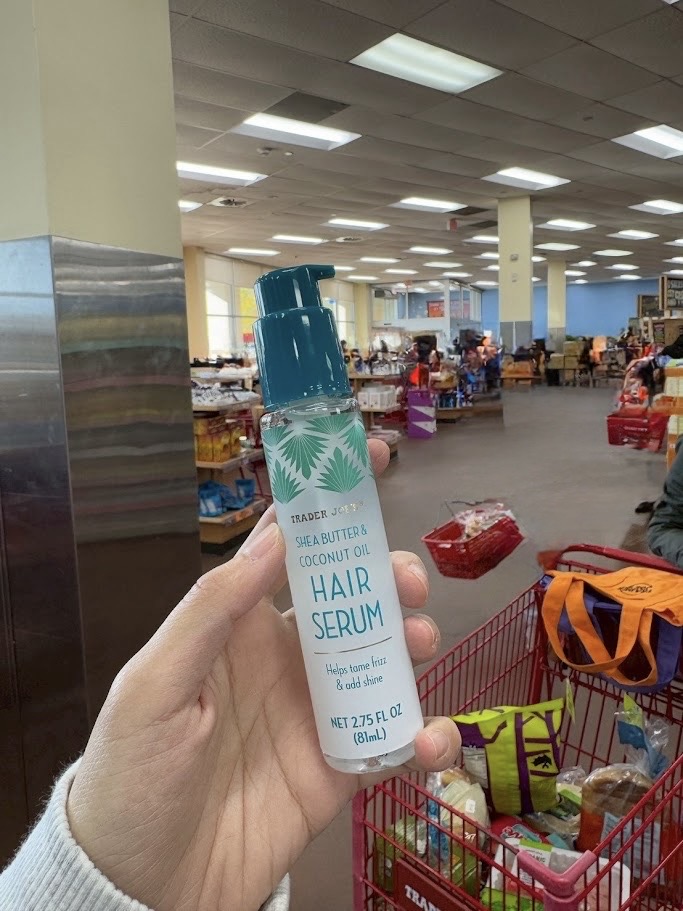 TRADER JOE'S
SHEA BUTTER &
COCONUT OIL
HAIR
SERUM
Helps tame frizz
& add shine
NET 2.75 FL OZ
(81mL)